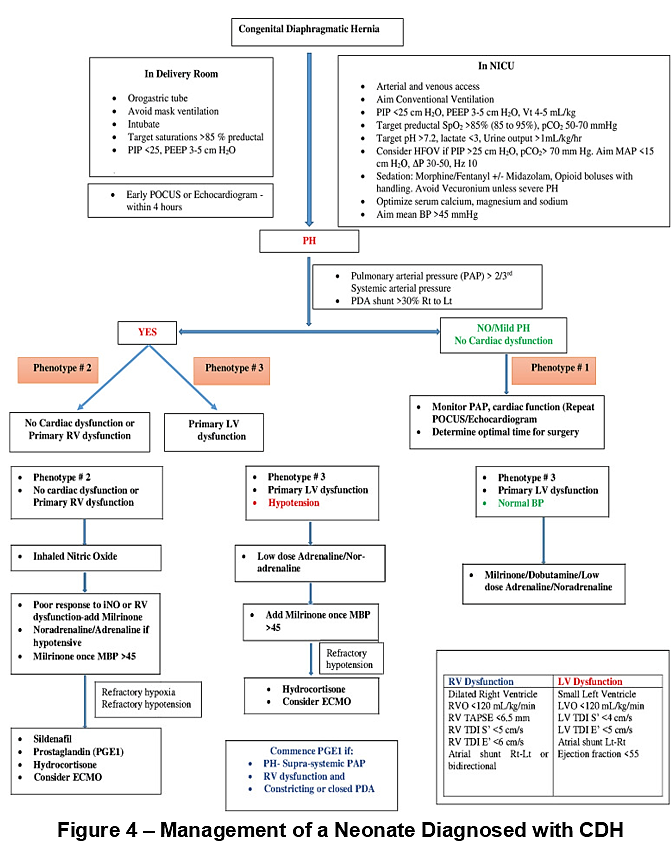 Congenital Diaphragmatic Hernia
In Delivery Room
• Orogastric tube
• Avoid mask ventilation
• Intubate
• Target saturations >85 % preductal
• PIP <25, PEEP 3-5 cm H₂O
• Early POCUS or Echocardiogram -
within 4 hours
In NICU
• Arterial and venous access
• Aim Conventional Ventilation
• PIP <25 cm H₂O, PEEP 3-5 cm H₂O, Vt 4-5 mL/kg
• Target preductal SpO₂ >85% (85 to 95%), pCO₂ 50-70 mmHg
• Target pH >7.2, lactate <3, Urine output >1mL/kg/hr
• Consider HFOV if PIP >25 cm H₂O, pCO₂> 70 mm Hg. Aim MAP <15
cm H₂O, ΔP 30-50, Hz 10
• Sedation: Morphine/Fentanyl +/- Midazolam, Opioid boluses with
handling. Avoid Vecuronium unless severe PH
• Optimize serum calcium, magnesium and sodium
• Aim mean BP >45 mmHg
PH
• Pulmonary arterial pressure (PAP) > 2/3rd
Systemic arterial pressure
• PDA shunt >30% Rt to Lt
YES
NO/Mild PH
No Cardiac dysfunction
Phenotype # 2
Phenotype # 3
Phenotype # 1
No Cardiac dysfunction or
Primary RV dysfunction
Primary LV
dysfunction
• Monitor PAP, cardiac function (Repeat
POCUS/Echocardiogram
• Determine optimal time for surgery
• Phenotype # 2
• No cardiac dysfunction or
Primary RV dysfunction
• Phenotype # 3
• Primary LV dysfunction
• Hypotension
• Phenotype # 3
• Primary LV dysfunction
• Normal BP
• Inhaled Nitric Oxide
• Low dose Adrenaline/Nor-
adrenaline
• Milrinone/Dobutamine/Low
dose Adrenaline/Noradrenaline
• Poor response to iNO or RV
dysfunction-add Milrinone
• Noradrenaline/Adrenaline if
hypotensive
• Milrinone once MBP >45
• Add Milrinone once MBP
>45
Refractory
hypotension
Refractory hypoxia
Refractory hypotension
• Hydrocortisone
• Consider ECMO
• Sildenafil
• Prostaglandin (PGE1)
• Hydrocortisone
• Consider ECMO
Commence PGE1 if:
• PH- Supra-systemic PAP
• RV dysfunction and
• Constricting or closed PDA
RV Dysfunction
Dilated Right Ventricle
RVO <120 mL/kg/min
RV TAPSE <6.5 mm
RV TDI S’ <5 cm/s
RV TDI E’ <6 cm/s
Atrial shunt Rt-Lt or
bidirectional
LV Dysfunction
Small Left Ventricle
LVO <120 mL/kg/min
LV TDI S’ <4 cm/s
LV TDI E’ <5 cm/s
Atrial shunt Lt-Rt
Ejection fraction <55
Figure 4 – Management of a Neonate Diagnosed with CDH